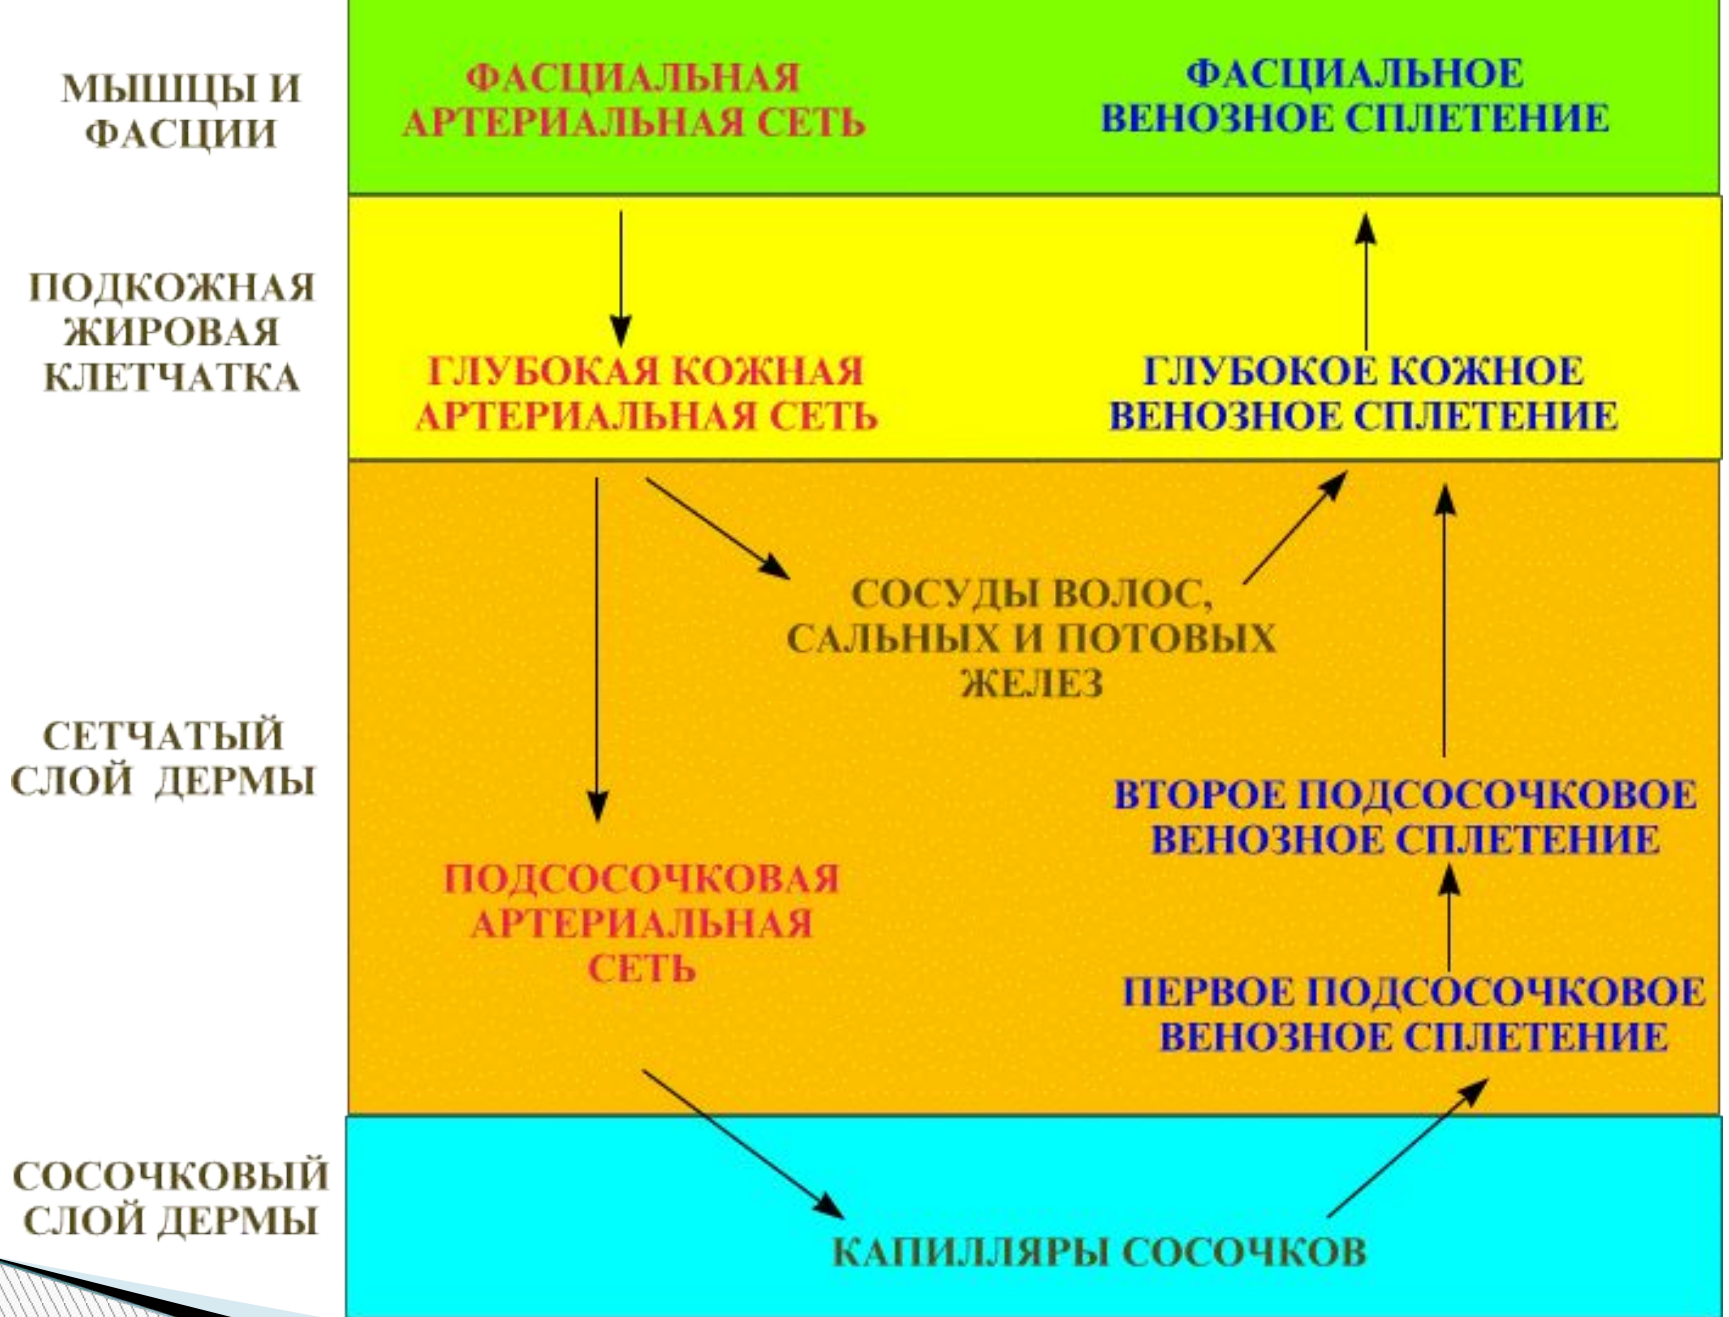 МЫШЦЫ И
ФАСЦИИ
ФАСЦИАЛЬНАЯ
АРТЕРИАЛЬНАЯ СЕТЬ
ФАСЦИАЛЬНОЕ
ВЕНОЗНОЕ СПЛЕТЕНИЕ
ПОДКОЖНАЯ
ЖИРОВАЯ
КЛЕТЧАТКА
ГЛУБОКАЯ КОЖНАЯ
АРТЕРИАЛЬНАЯ СЕТЬ
ГЛУБОКОЕ КОЖНОЕ
ВЕНОЗНОЕ СПЛЕТЕНИЕ
СЕТЧАТЫЙ
СЛОЙ ДЕРМЫ
СОСУДЫ ВОЛОС,
САЛЬНЫХ И ПОТОВЫХ
ЖЕЛЕЗ
ПОДСОСОЧКОВАЯ
АРТЕРИАЛЬНАЯ
СЕТЬ
ВТОРОЕ ПОДСОСОЧКОВОЕ
ВЕНОЗНОЕ СПЛЕТЕНИЕ
ПЕРВОЕ ПОДСОСОЧКОВОЕ
ВЕНОЗНОЕ СПЛЕТЕНИЕ
СОСОЧКОВЫЙ
СЛОЙ ДЕРМЫ
КАПИЛЛЯРЫ СОСОЧКОВ